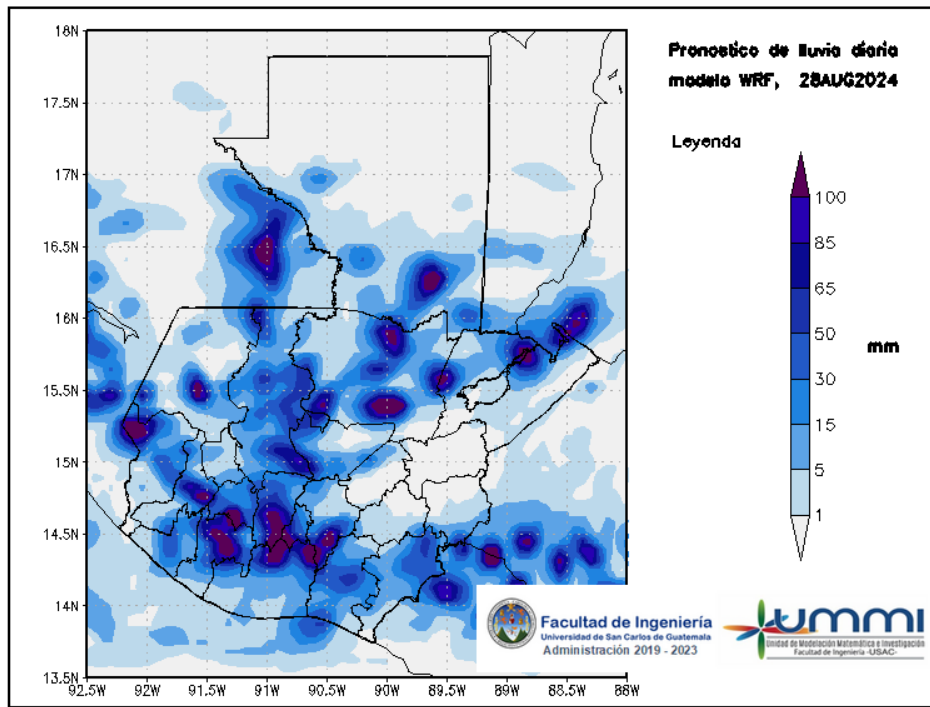 Pronostico de lluvia diaria
modelo WRF, 28AUG2024
Leyenda
100
85
65
50
30
15
5
1
mm
18N
17.5N
17N
16.5N
16N
15.5N
15N
14.5N
14N
13.5N
92.5W
92W
91.5W
91W
90.5W
90W
89.5W
89W
88.5W
88W
Facultad de Ingeniería
Universidad de San Carlos de Guatemala
Administración 2019 - 2023
UMMI
Unidad de Modelación Matemática e Investigación
Facultad de Ingeniería -USAC-